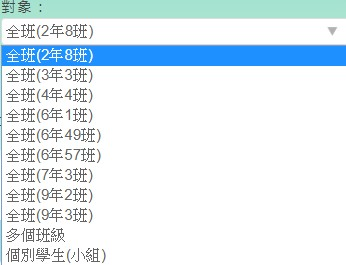 對象：
全班(2年8班)
全班(2年8班)
全班(3年3班)
全班(4年4班)
全班(6年1班)
全班(6年49班)
全班(6年57班)
全班(7年3班)
全班(9年2班)
全班(9年3班)
多個班級
個別學生(小組)